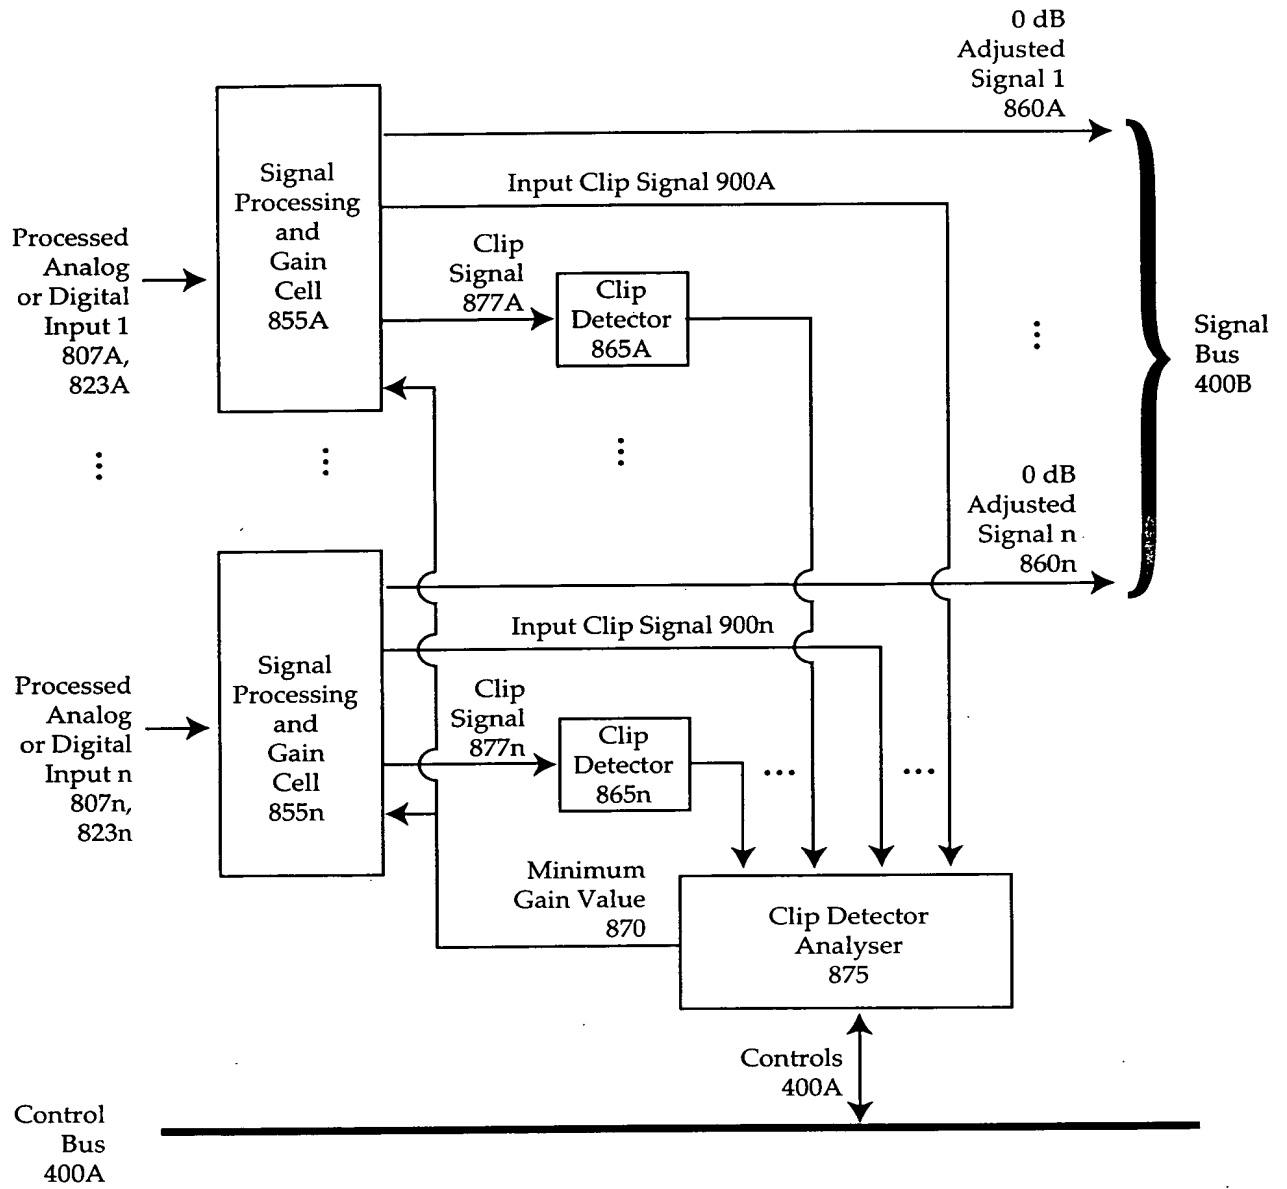 0 dB
Adjusted
Signal 1
860A
Signal
Processing
and
Gain
Cell
855A
Input Clip Signal 900A
Processed
Analog
or Digital
Input 1
807A,
823A
Clip
Signal
877A
Clip
Detector
865A
Signal
Bus
400B
0 dB
Adjusted
Signal n
860n
Input Clip Signal 900n
Signal
Processing
and
Gain
Cell
855n
Processed
Analog
or Digital
Input n
807n,
823n
Clip
Signal
877n
Clip
Detector
865n
Minimum
Gain Value
870
Clip Detector
Analyser
875
Controls
400A
Control
Bus
400A